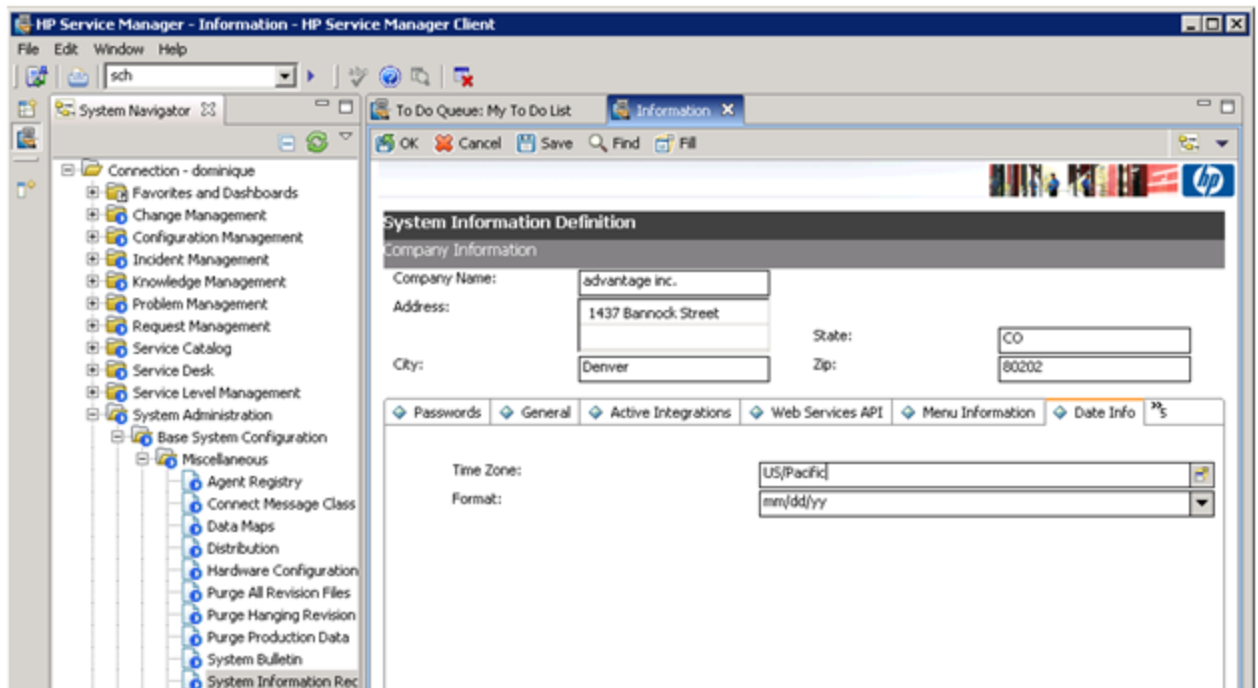 HP Service Manager - Information - HP Service Manager Client
File Edit Window Help
sch
System Navigator
To Do Queue: My To Do List
Information
OK Cancel Save Find Fill
Connection - dominique
Favorites and Dashboards
Change Management
Configuration Management
Incident Management
Knowledge Management
Problem Management
Request Management
Service Catalog
Service Desk
Service Level Management
System Administration
Base System Configuration
Miscellaneous
Agent Registry
Connect Message Class
Data Maps
Distribution
Hardware Configuration
Purge All Revision Files
Purge Hanging Revision
Purge Production Data
System Bulletin
System Information Rec
hp
System Information Definition
Company Information
Company Name: advantage inc.
Address: 1437 Bannock Street
State: CO
City: Denver Zip: 80202
Passwords General Active Integrations Web Services API Menu Information Date Info »5
Time Zone: US/Pacific
Format: mm/dd/yy